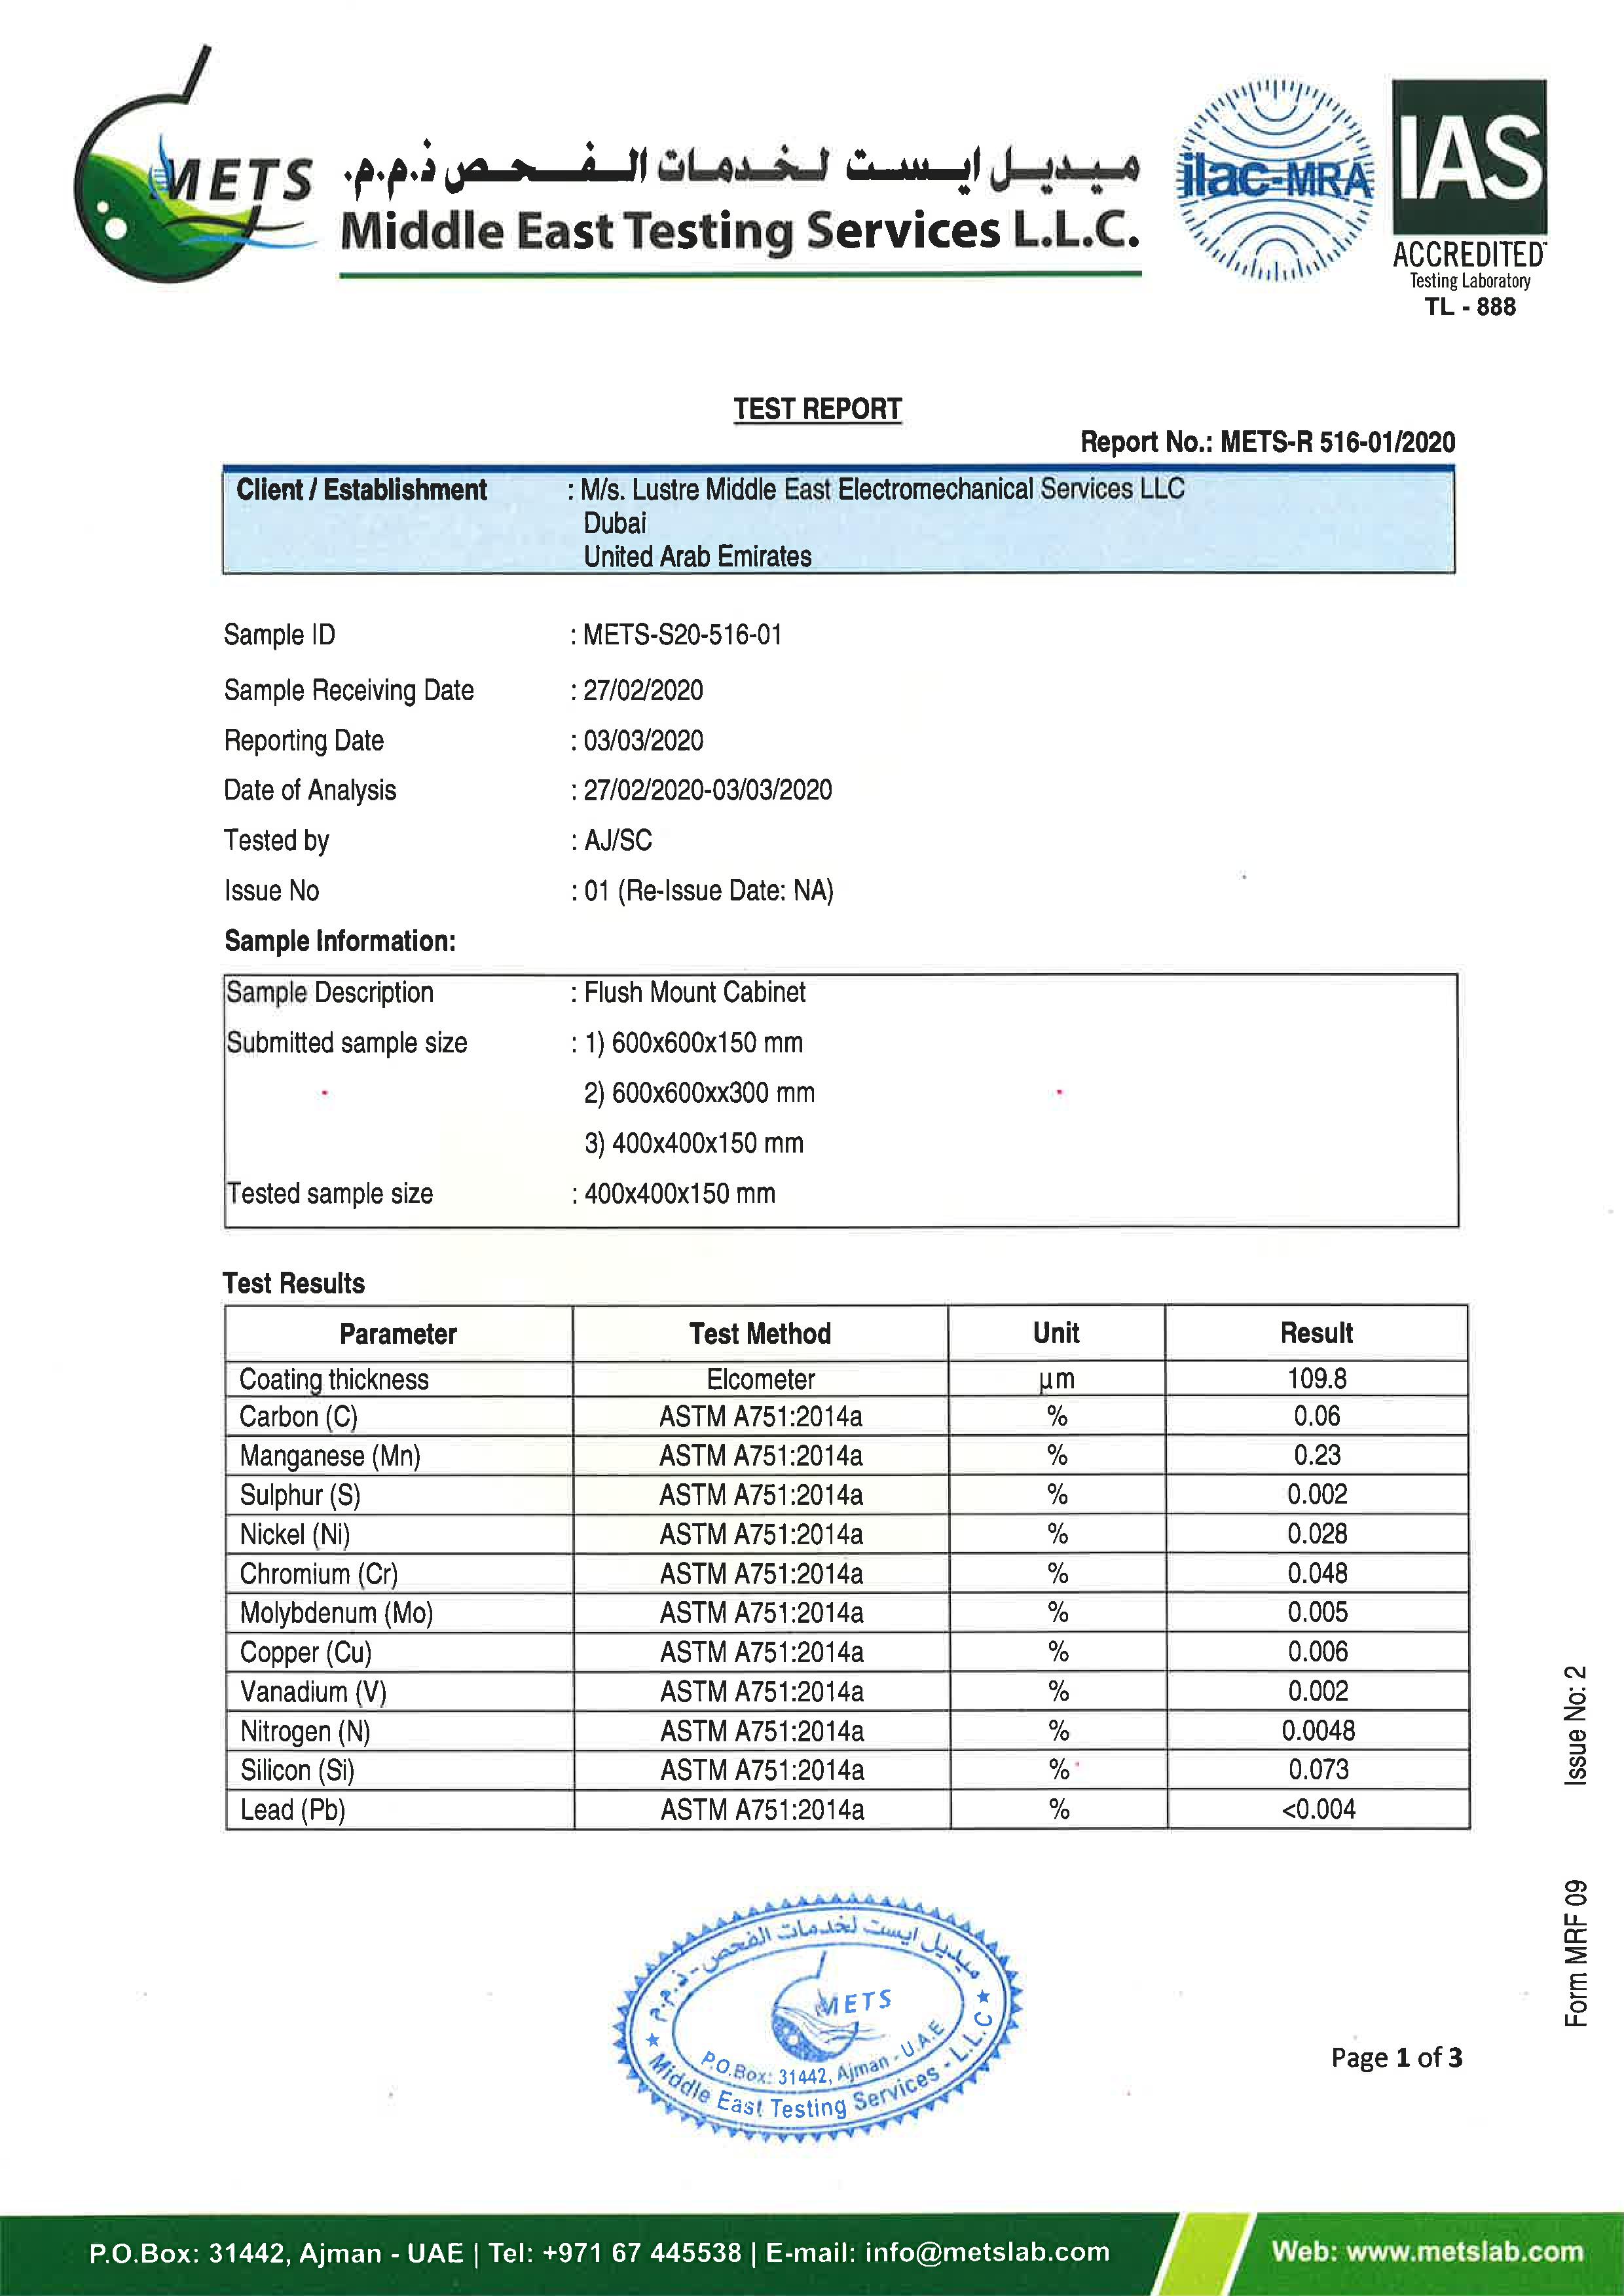 METS
ميديل ايست لخدمات الفحص ذ.م.م.
Middle East Testing Services L.L.C.
ilac-MRA
IAS
ACCREDITED
Testing Laboratory
TL - 888
TEST REPORT
Report No.: METS-R 516-01/2020
Client / Establishment : M/s. Lustre Middle East Electromechanical Services LLC
Dubai
United Arab Emirates
Sample ID : METS-S20-516-01
Sample Receiving Date : 27/02/2020
Reporting Date : 03/03/2020
Date of Analysis : 27/02/2020-03/03/2020
Tested by : AJ/SC
Issue No : 01 (Re-Issue Date: NA)
Sample Information:
Sample Description : Flush Mount Cabinet
Submitted sample size : 1) 600x600x150 mm
2) 600x600xx300 mm
3) 400x400x150 mm
Tested sample size : 400x400x150 mm
Test Results
Parameter Test Method Unit Result
Coating thickness Elcometer µm 109.8
Carbon (C) ASTM A751:2014a % 0.06
Manganese (Mn) ASTM A751:2014a % 0.23
Sulphur (S) ASTM A751:2014a % 0.002
Nickel (Ni) ASTM A751:2014a % 0.028
Chromium (Cr) ASTM A751:2014a % 0.048
Molybdenum (Mo) ASTM A751:2014a % 0.005
Copper (Cu) ASTM A751:2014a % 0.006
Vanadium (V) ASTM A751:2014a % 0.002
Nitrogen (N) ASTM A751:2014a % 0.0048
Silicon (Si) ASTM A751:2014a % 0.073
Lead (Pb) ASTM A751:2014a % <0.004
ميديل ايست لخدمات الفحص - ذ.م.م
METS
P.O.Box: 31442, Ajman - U.A.E
Middle East Testing Services - L.L.C
Page 1 of 3
Form MRF 09 Issue No: 2
P.O.Box: 31442, Ajman - UAE | Tel: +971 67 445538 | E-mail: info@metslab.com
Web: www.metslab.com